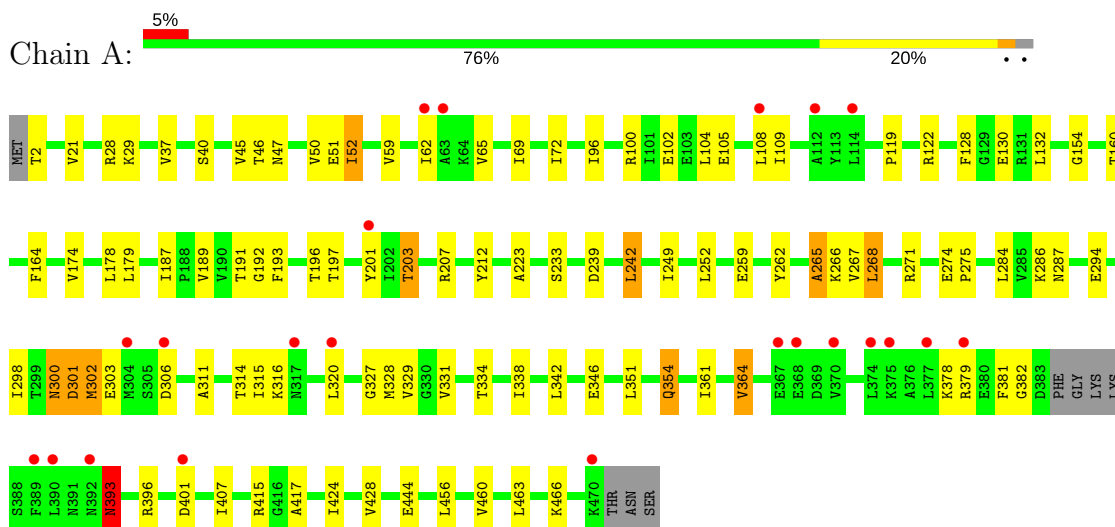 5%
Chain A:
76% 20% • •
MET T2 V21 R28 K29 V37 S40 V45 T46 N47 V50 E51 I52 V59 I62 A63 K64 V65 I69 I72 I96 R100 I101 E102 E103 L104 E105 L108 I109 A112 Y113 L114 P119 R122 F128 G129 E130 R131 L132 G154 T160
F164 V174 L178 L179 I187 P188 V189 V190 T191 G192 F193 T196 T197 Y201 I202 T203 R207 Y212 A223 S233 D239 L242 I249 L252 E259 Y262 A265 K266 V267 L268 R271 E274 P275 L284 V285 K286 N287 E294
I298 T299 N300 D301 M302 E303 M304 S305 D306 A311 T314 I315 K316 N317 L320 G327 M328 V329 G330 V331 T334 I338 L342 E346 L351 Q354 I361 V364 E367 E368 D369 V370 L374 K375 A376 L377 K378 R379 E380 F381 G382 D383 PHE GLY LYS LYS
S388 F389 L390 N391 N392 N393 R396 D401 I407 R415 G416 A417 I424 V428 E444 L456 V460 L463 K466 K470 THR ASN SER